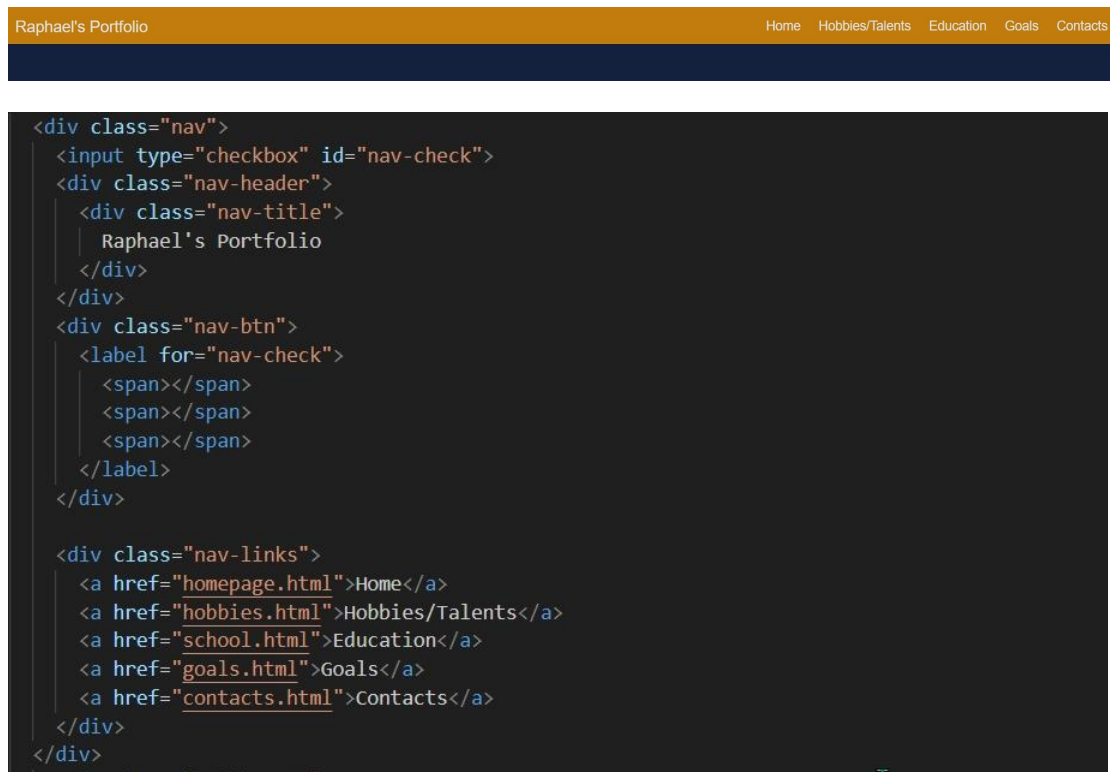 Raphael's Portfolio Home Hobbies/Talents Education Goals Contacts
<div class="nav">
<input type="checkbox" id="nav-check">
<div class="nav-header">
<div class="nav-title">
Raphael's Portfolio
</div>
</div>
<div class="nav-btn">
<label for="nav-check">
<span></span>
<span></span>
<span></span>
</label>
</div>
<div class="nav-links">
<a href="homepage.html">Home</a>
<a href="hobbies.html">Hobbies/Talents</a>
<a href="school.html">Education</a>
<a href="goals.html">Goals</a>
<a href="contacts.html">Contacts</a>
</div>
</div>